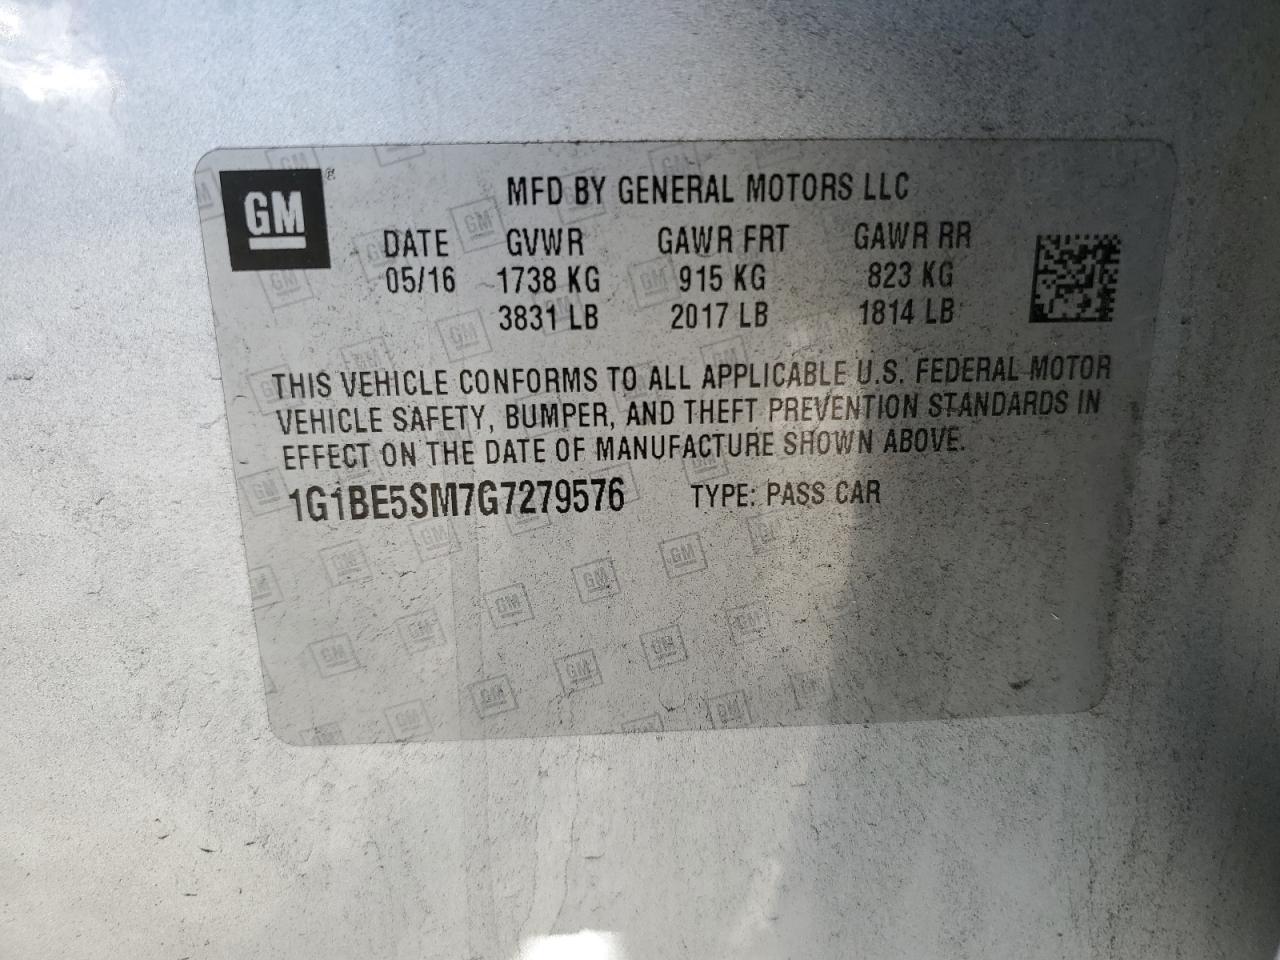 GM ®
MFD BY GENERAL MOTORS LLC
DATE GVWR GAWR FRT GAWR RR
05/16 1738 KG 915 KG 823 KG
3831 LB 2017 LB 1814 LB
THIS VEHICLE CONFORMS TO ALL APPLICABLE U.S. FEDERAL MOTOR
VEHICLE SAFETY, BUMPER, AND THEFT PREVENTION STANDARDS IN
EFFECT ON THE DATE OF MANUFACTURE SHOWN ABOVE.
1G1BE5SM7G7279576 TYPE: PASS CAR